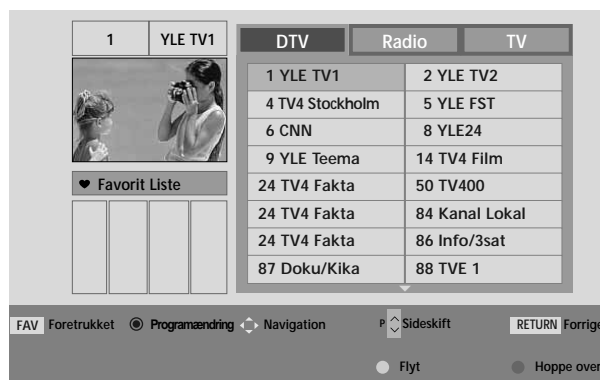 1 YLE TV1
DTV Radio TV
1 YLE TV1 2 YLE TV2
4 TV4 Stockholm 5 YLE FST
6 CNN 8 YLE24
9 YLE Teema 14 TV4 Film
♥ Favorit Liste
24 TV4 Fakta 50 TV400
24 TV4 Fakta 84 Kanal Lokal
24 TV4 Fakta 86 Info/3sat
87 Doku/Kika 88 TVE 1
FAV Foretrukket Programændring Navigation P Sideskift RETURN Forrige
Flyt Hoppe over